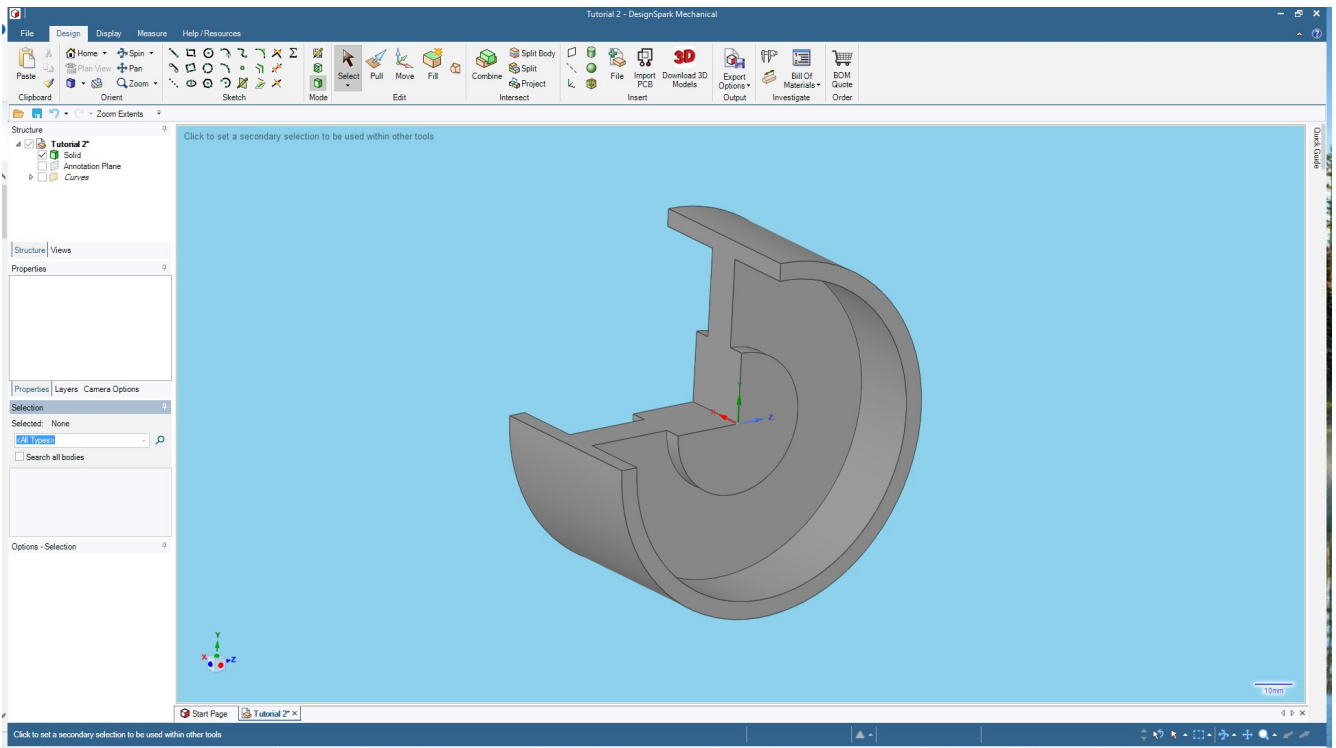 Tutorial 2 - DesignSpark Mechanical
File Design Display Measure Help / Resources
Home Spin
Split Body
Plan View Pan
Split
Paste Zoom Select Pull Move Fill Combine Project File Import PCB Download 3D Models Export Options Bill Of Materials BOM Quote
3D
Clipboard Orient Sketch Mode Edit Intersect Insert Output Investigate Order
Zoom Extents
Structure
Tutorial 2*
Solid
Annotation Plane
Curves
Structure Views
Properties
Properties Layers Camera Options
Selection
Selected: None
<All Types>
Search all bodies
Options - Selection
Click to set a secondary selection to be used within other tools
Quick Guide
Z
Y
X Z
10mm
Start Page Tutorial 2*
Click to set a secondary selection to be used within other tools